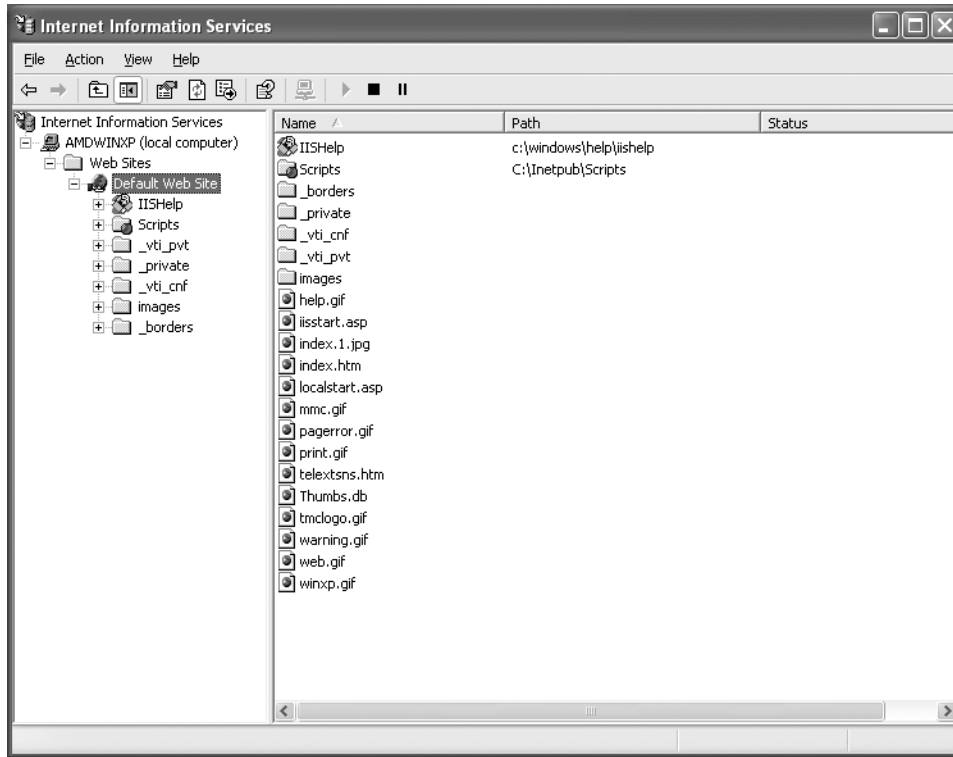 Internet Information Services
File Action View Help
Internet Information Services
AMDWINXP (local computer)
Web Sites
Default Web Site
IISHelp
Scripts
_vti_pvt
_private
_vti_cnf
images
_borders
Name Path Status
IISHelp c:\windows\help\iishelp
Scripts C:\Inetpub\Scripts
_borders
_private
_vti_cnf
_vti_pvt
images
help.gif
iisstart.asp
index.1.jpg
index.htm
localstart.asp
mmc.gif
pagerror.gif
print.gif
telextsns.htm
Thumbs.db
tmclogo.gif
warning.gif
web.gif
winxp.gif